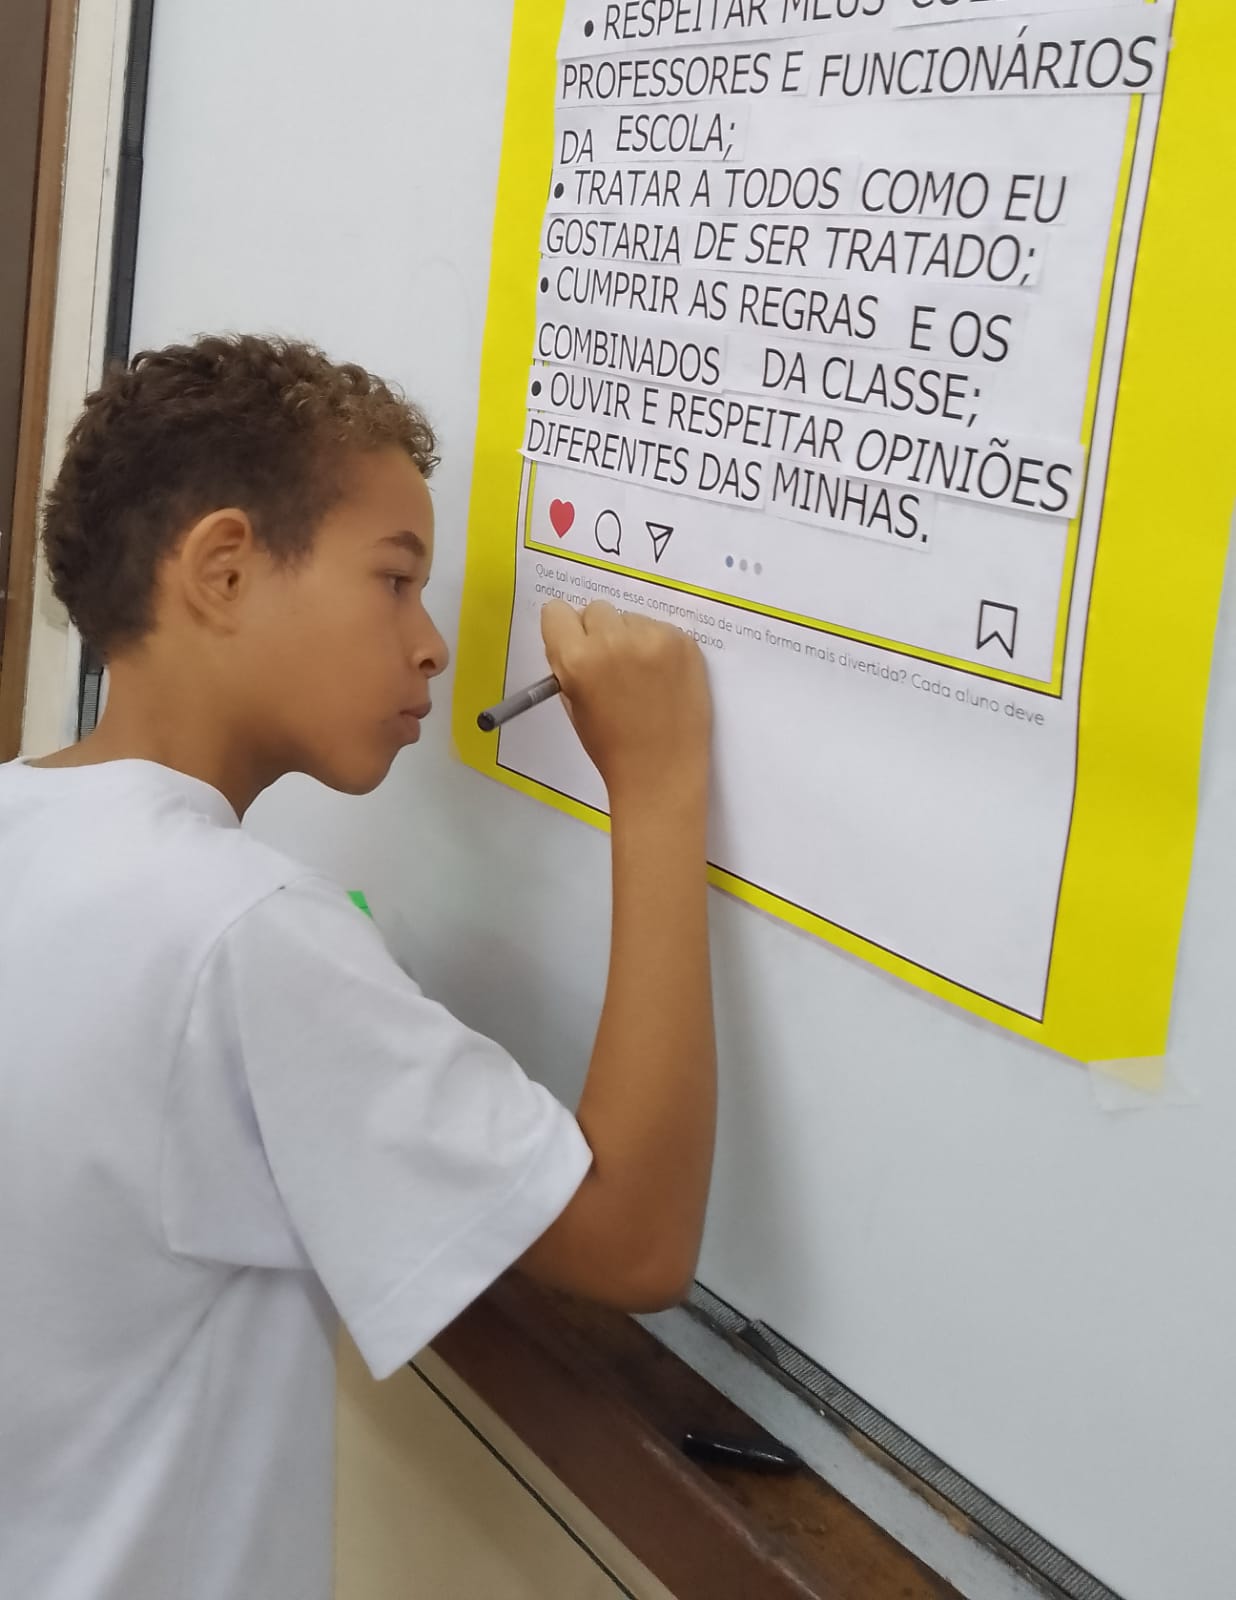 • RESPEITAR MEUS
PROFESSORES E FUNCIONÁRIOS
DA ESCOLA;
• TRATAR A TODOS COMO EU
GOSTARIA DE SER TRATADO;
• CUMPRIR AS REGRAS E OS
COMBINADOS DA CLASSE;
• OUVIR E RESPEITAR OPINIÕES
DIFERENTES DAS MINHAS.
Que tal validarmos esse compromisso de uma forma mais divertida? Cada aluno deve
anotar uma abaixo.